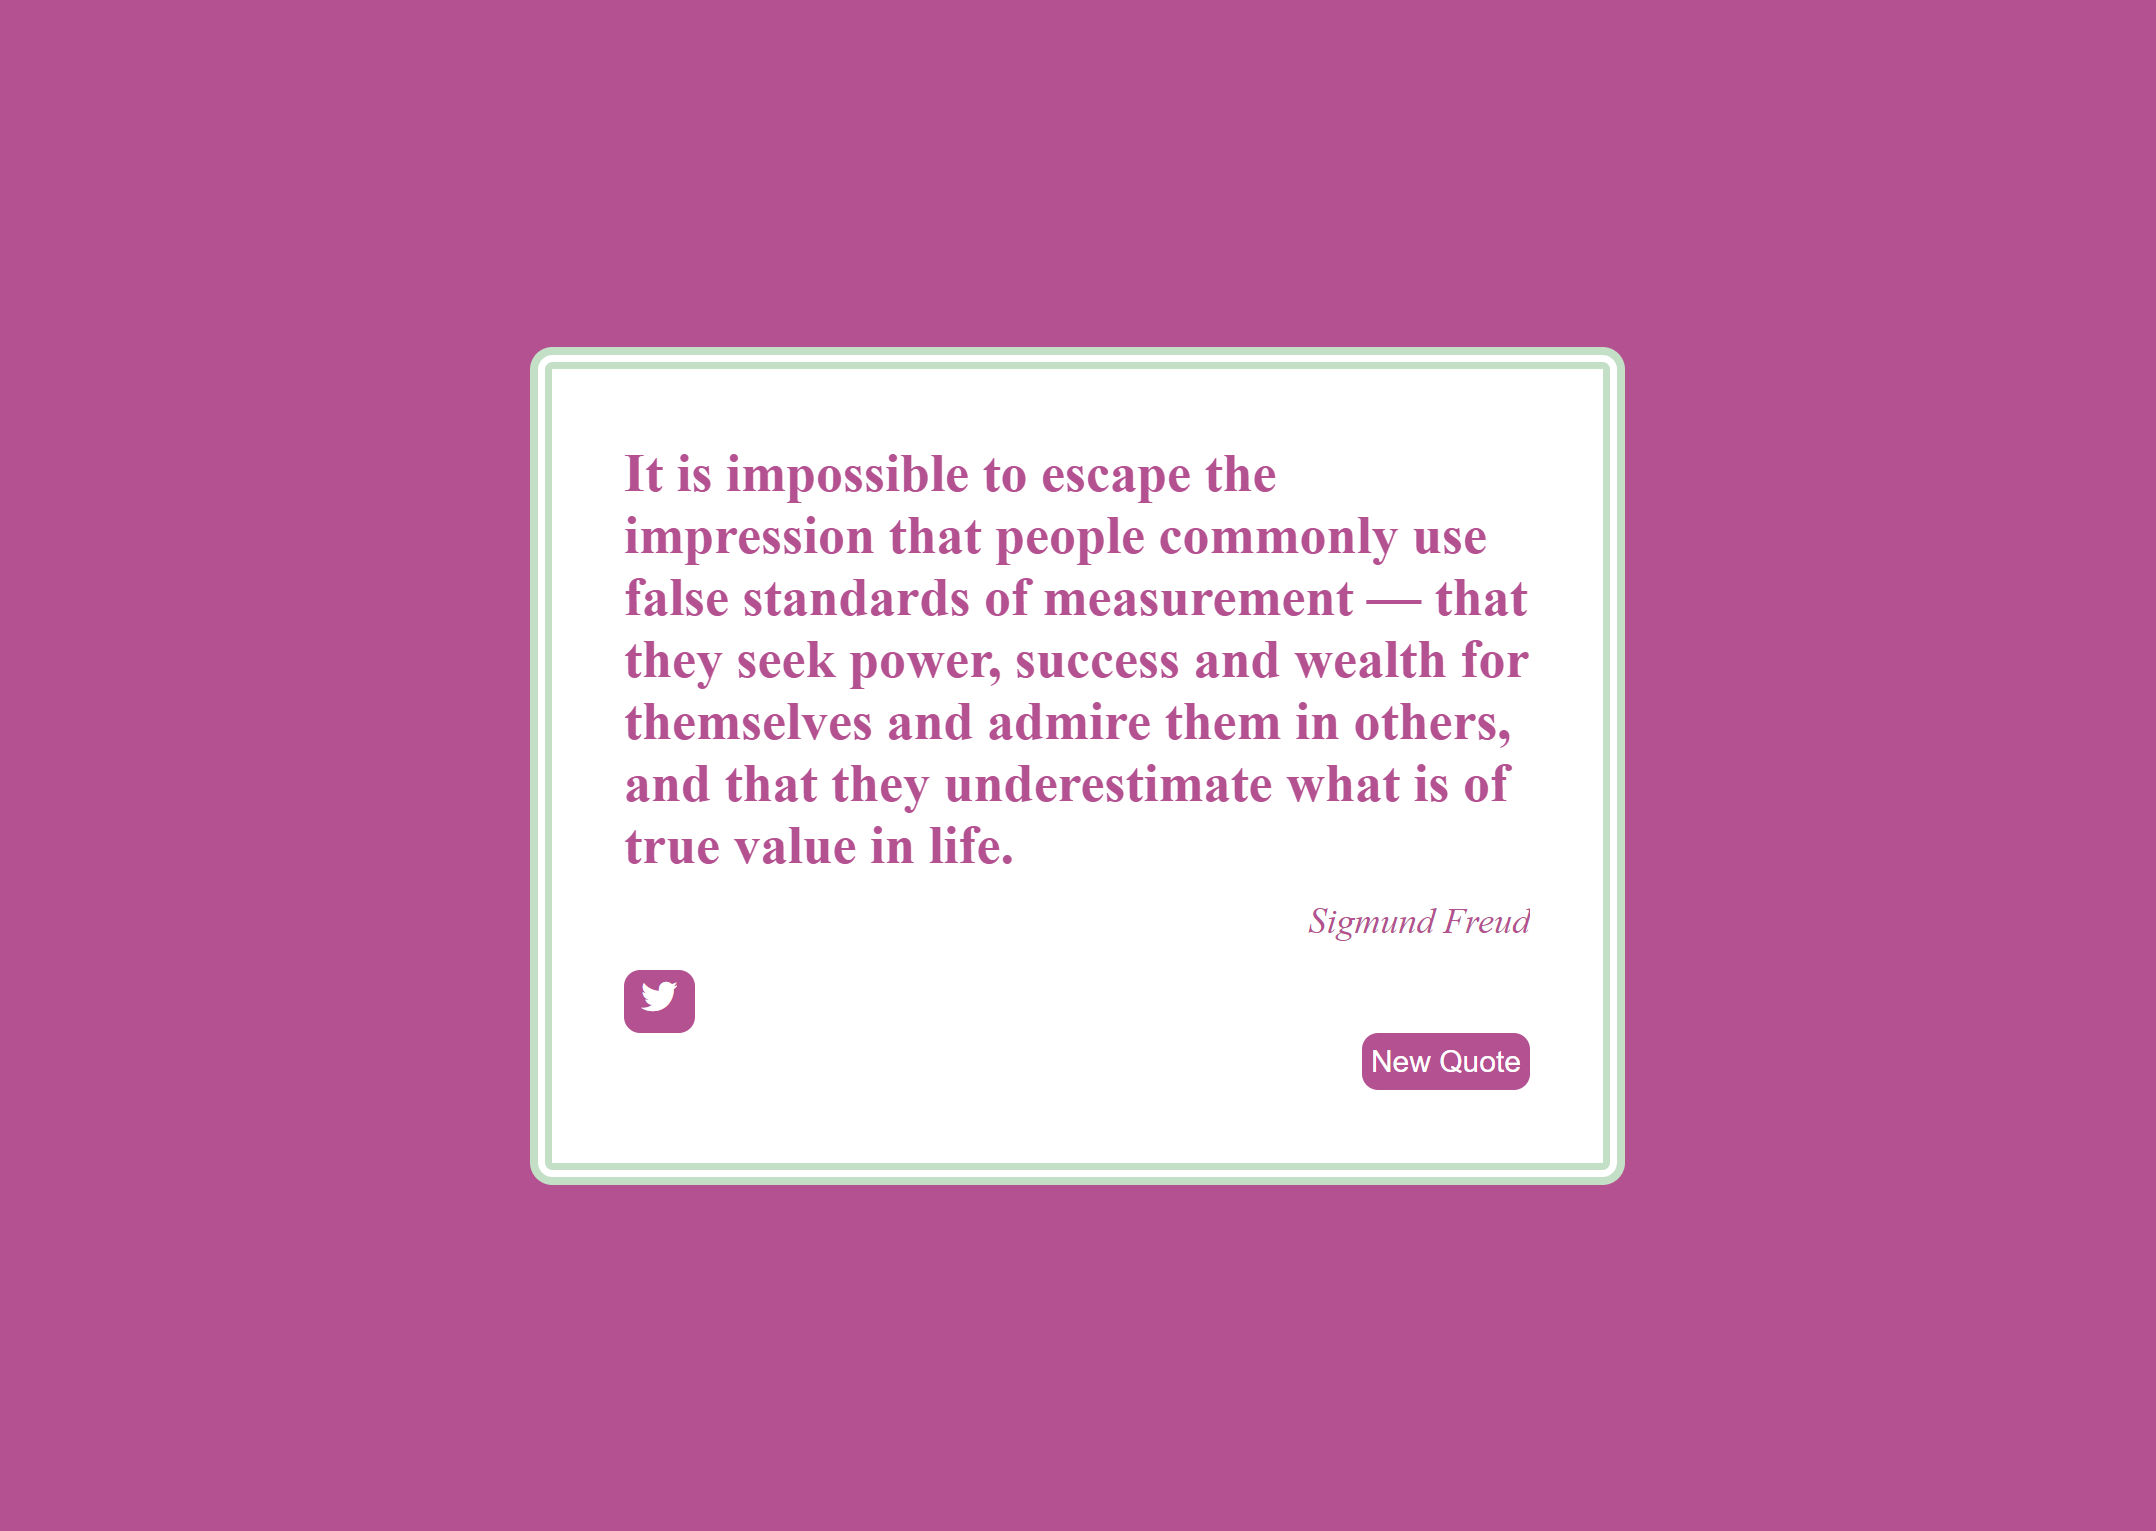 It is impossible to escape the
impression that people commonly use
false standards of measurement — that
they seek power, success and wealth for
themselves and admire them in others,
and that they underestimate what is of
true value in life.
Sigmund Freud
New Quote